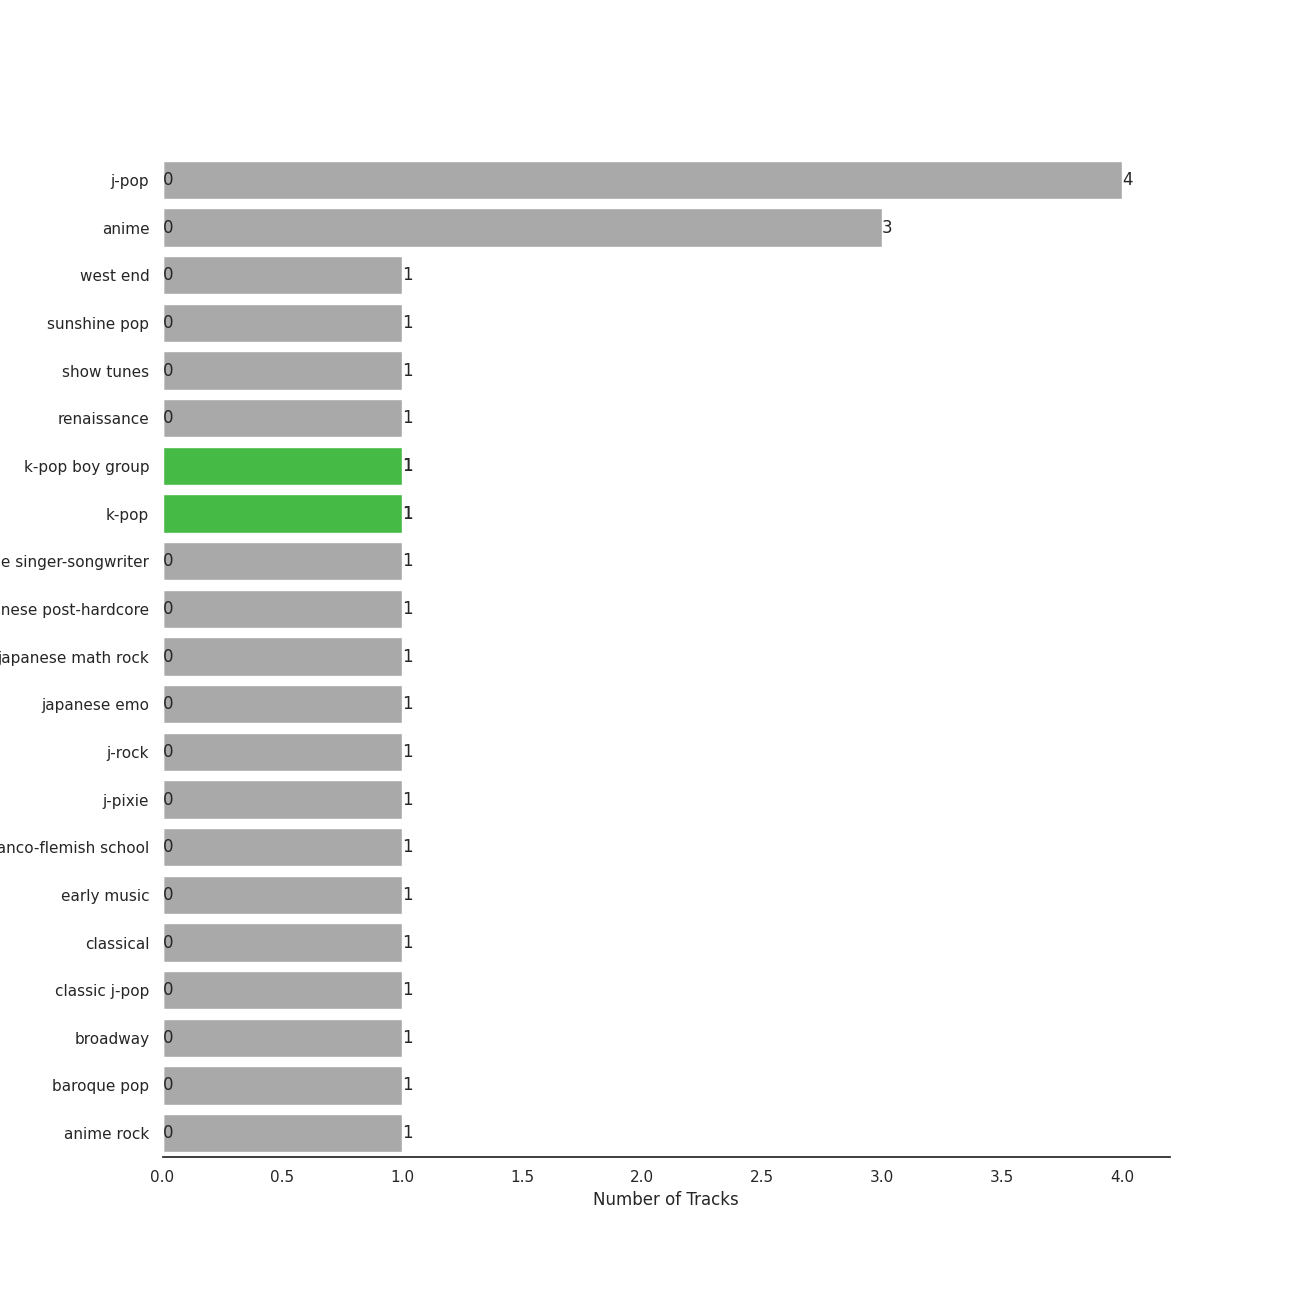 j-pop 0 4
anime 0 3
west end 0 1
sunshine pop 0 1
show tunes 0 1
renaissance 0 1
k-pop boy group 1
k-pop 1
e singer-songwriter 0 1
nese post-hardcore 0 1
japanese math rock 0 1
japanese emo 0 1
j-rock 0 1
j-pixie 0 1
anco-flemish school 0 1
early music 0 1
classical 0 1
classic j-pop 0 1
broadway 0 1
baroque pop 0 1
anime rock 0 1
0.0 0.5 1.0 1.5 2.0 2.5 3.0 3.5 4.0
Number of Tracks